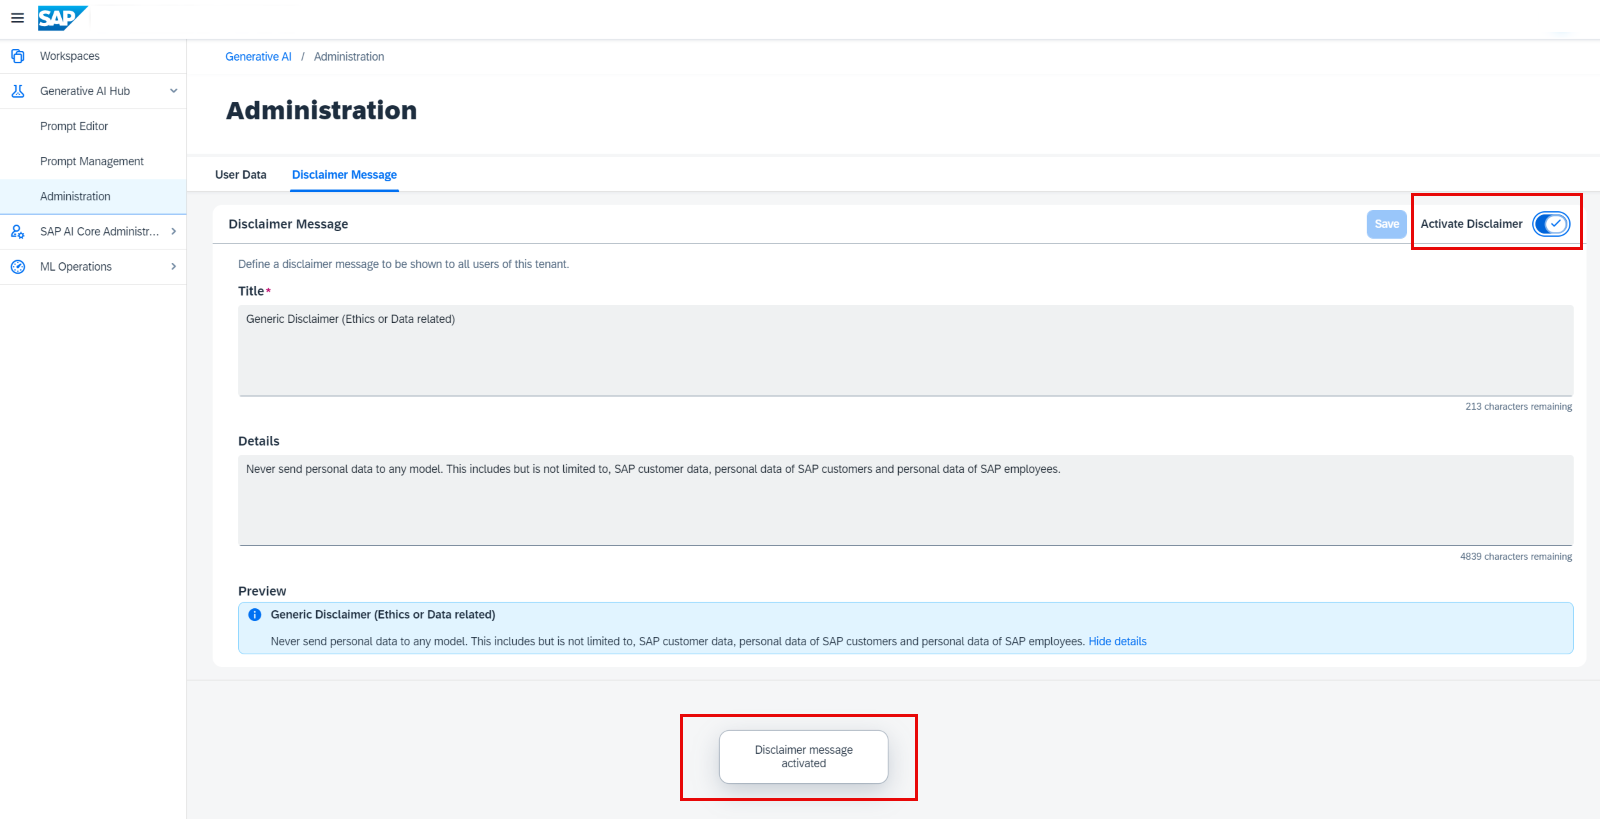 SAP
Workspaces
Generative AI Hub
Prompt Editor
Prompt Management
Administration
SAP AI Core Administr...
ML Operations
Generative AI / Administration
Administration
User Data
Disclaimer Message
Disclaimer Message
Save
Activate Disclaimer
Define a disclaimer message to be shown to all users of this tenant.
Title*
Generic Disclaimer (Ethics or Data related)
213 characters remaining
Details
Never send personal data to any model. This includes but is not limited to, SAP customer data, personal data of SAP customers and personal data of SAP employees.
4839 characters remaining
Preview
Generic Disclaimer (Ethics or Data related)
Never send personal data to any model. This includes but is not limited to, SAP customer data, personal data of SAP customers and personal data of SAP employees. Hide details
Disclaimer message
activated